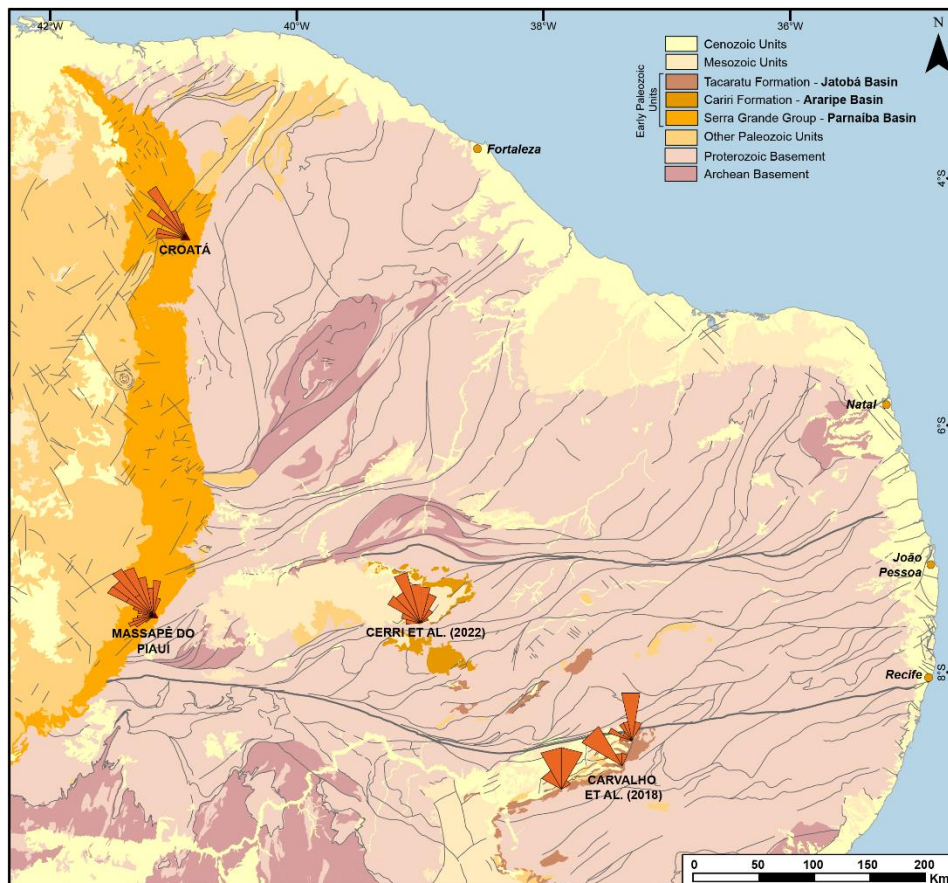 42°W
40°W
38°W
36°W
N
Cenozoic Units
Mesozoic Units
Early Paleozoic
Units
Tacaratu Formation - Jatobá Basin
Cariri Formation - Araripe Basin
Serra Grande Group - Parnaíba Basin
Other Paleozoic Units
Proterozoic Basement
Archean Basement
Fortaleza
4°S
CROATÁ
Natal
6°S
João
Pessoa
MASSAPÊ DO
PIAUÍ
CERRI ET AL. (2022)
Recife
8°S
CARVALHO
ET AL. (2018)
0 50 100 150 200
Km